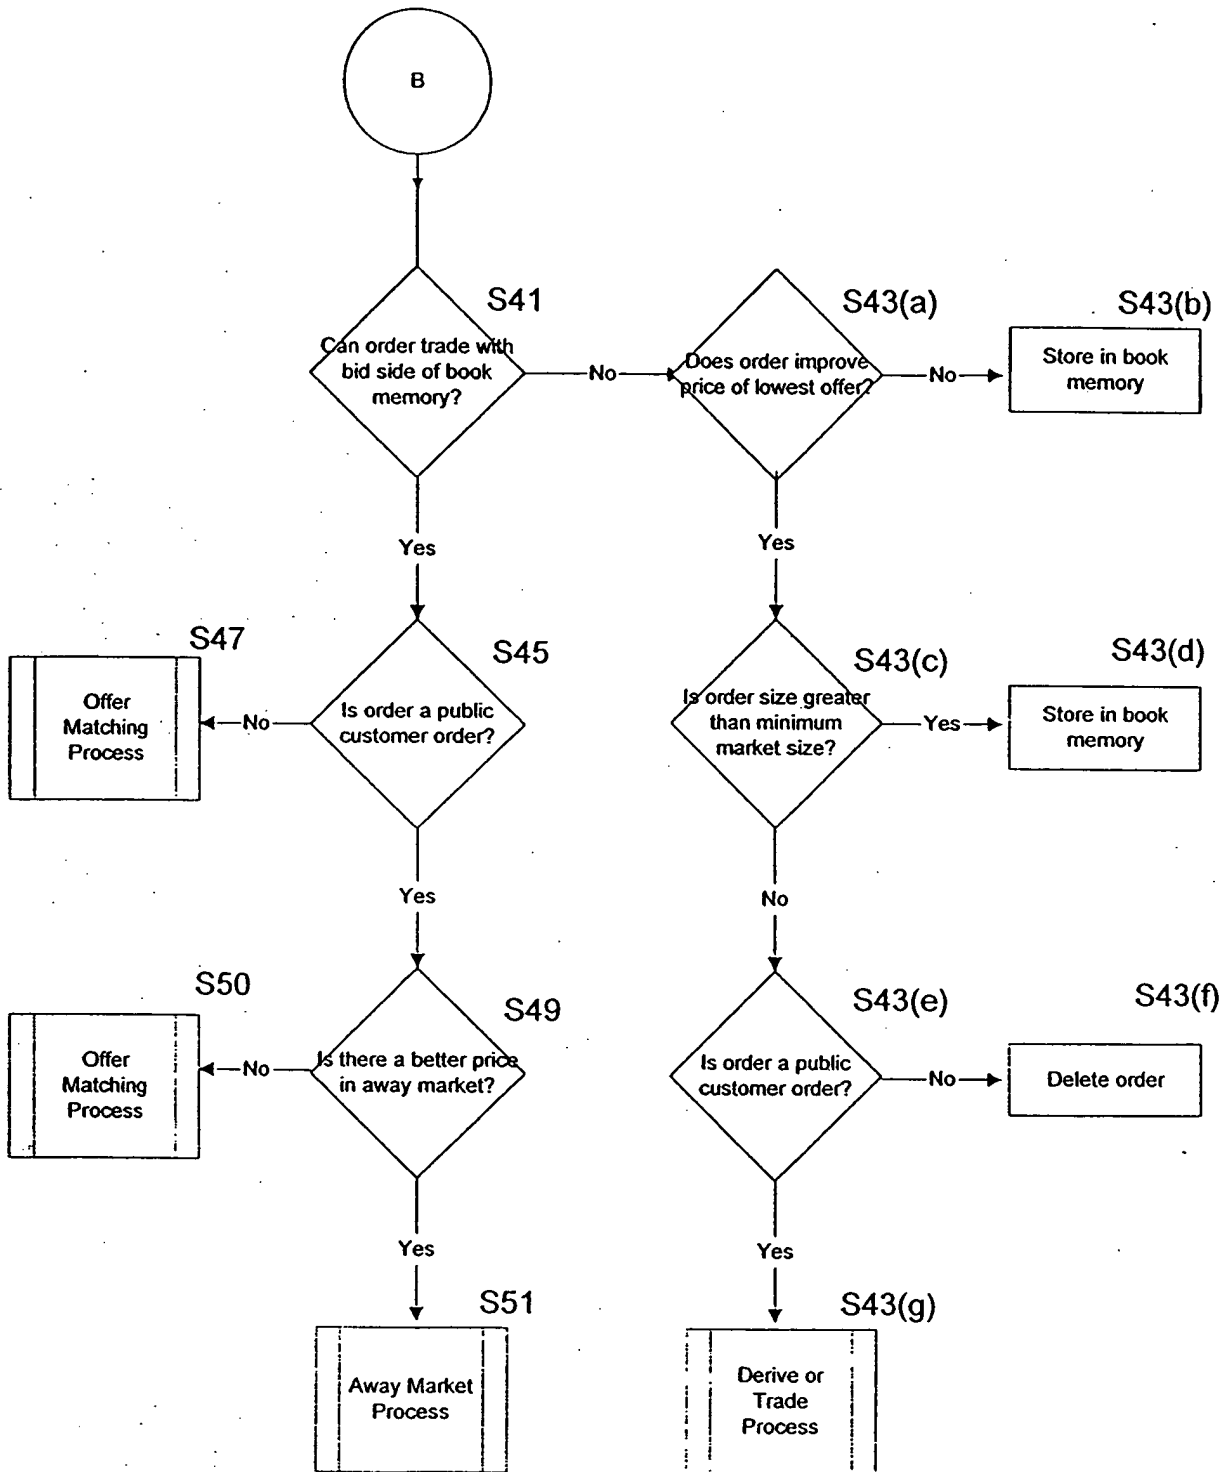 B
S41
Can order trade with
bid side of book
memory?
No
S43(a)
Does order improve
price of lowest offer?
No
S43(b)
Store in book
memory
Yes
Yes
S47
Offer
Matching
Process
No
S45
Is order a public
customer order?
S43(c)
Is order size greater
than minimum
market size?
Yes
S43(d)
Store in book
memory
Yes
No
S50
Offer
Matching
Process
No
S49
Is there a better price
in away market?
S43(e)
Is order a public
customer order?
No
S43(f)
Delete order
Yes
Yes
S51
Away Market
Process
S43(g)
Derive or
Trade
Process